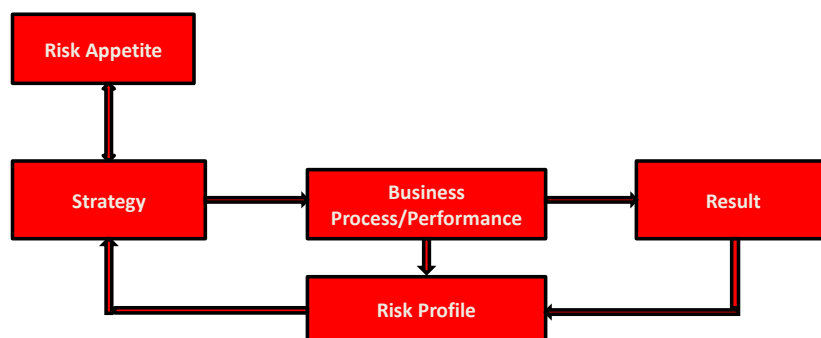 Risk Appetite
Strategy
Business
Process/Performance
Result
Risk Profile